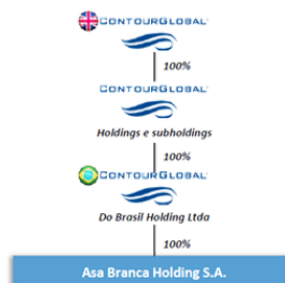 CONTOURGLOBAL
100%
CONTOURGLOBAL
Holdings e subholdings
100%
CONTOURGLOBAL
Do Brasil Holding Ltda
100%
Asa Branca Holding S.A.